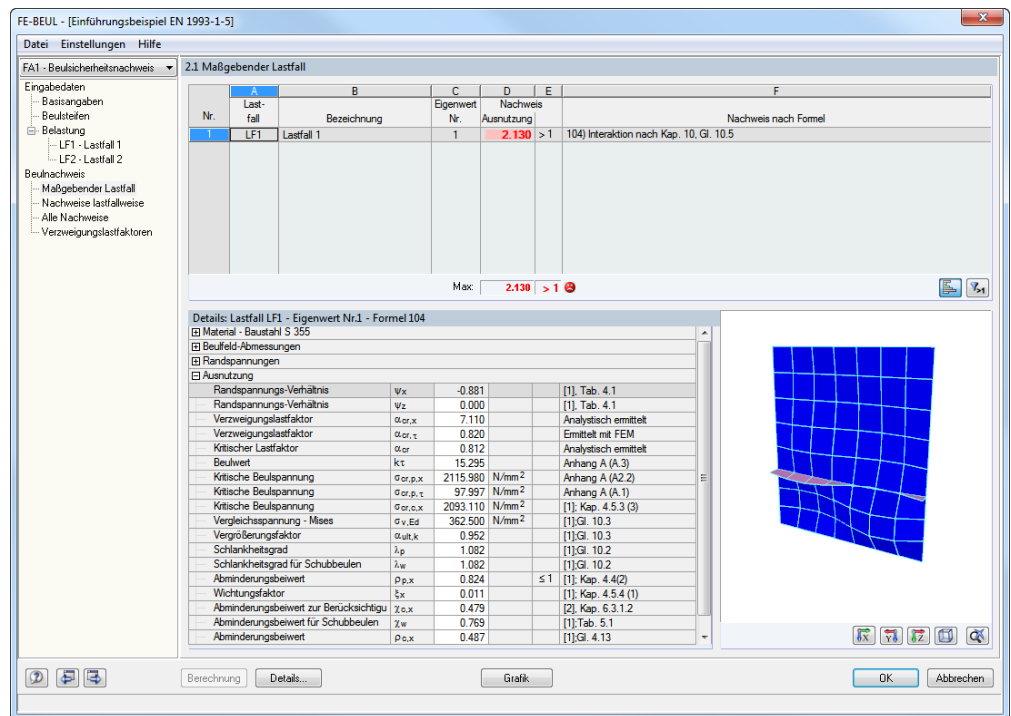 FE-BEUL - [Einführungsbeispiel EN 1993-1-5]
Datei Einstellungen Hilfe
FA1 - Beulsicherheitsnachweis
Eingabedaten
Basisangaben
Beulsteifen
Belastung
LF1 - Lastfall 1
LF2 - Lastfall 2
Beulnachweis
Maßgebender Lastfall
Nachweise lastfallweise
Alle Nachweise
Verzweigungslastfaktoren
2.1 Maßgebender Lastfall
A B C D E F
Last- Eigenwert Nachweis
Nr. fall Bezeichnung Nr. Ausnutzung Nachweis nach Formel
1 LF1 Lastfall 1 1 2.130 > 1 104) Interaktion nach Kap. 10, Gl. 10.5
Max: 2.130 > 1
>1
Details: Lastfall LF1 - Eigenwert Nr.1 - Formel 104
Material - Baustahl S 355
Beulfeld-Abmessungen
Randspannungen
Ausnutzung
Randspannungs-Verhältnis ψx -0.881 [1], Tab. 4.1
Randspannungs-Verhältnis ψz 0.000 [1], Tab. 4.1
Verzweigungslastfaktor αcr,x 7.110 Analystisch ermittelt
Verzweigungslastfaktor αcr,τ 0.820 Ermittelt mit FEM
Kritischer Lastfaktor αcr 0.812 Analystisch ermittelt
Beulwert kτ 15.295 Anhang A (A.3)
Kritische Beulspannung σcr,p,x 2115.980 N/mm2 Anhang A (A2.2)
Kritische Beulspannung σcr,p,τ 97.997 N/mm2 Anhang A (A.1)
Kritische Beulspannung σcr,c,x 2093.110 N/mm2 [1]; Kap. 4.5.3 (3)
Vergleichsspannung - Mises σv,Ed 362.500 N/mm2 [1];Gl. 10.3
Vergrößerungsfaktor αult,k 0.952 [1];Gl. 10.3
Schlankheitsgrad λp 1.082 [1];Gl. 10.2
Schlankheitsgrad für Schubbeulen λw 1.082 [1];Gl. 10.2
Abminderungsbeiwert ρp,x 0.824 ≤ 1 [1]; Kap. 4.4(2)
Wichtungsfaktor ξx 0.011 [1]; Kap. 4.5.4 (1)
Abminderungsbeiwert zur Berücksichtigu χc,x 0.479 [2], Kap. 6.3.1.2
Abminderungsbeiwert für Schubbeulen χw 0.769 [1];Tab. 5.1
Abminderungsbeiwert ρc,x 0.487 [1];Gl. 4.13
X Y Z
Berechnung Details... Grafik OK Abbrechen